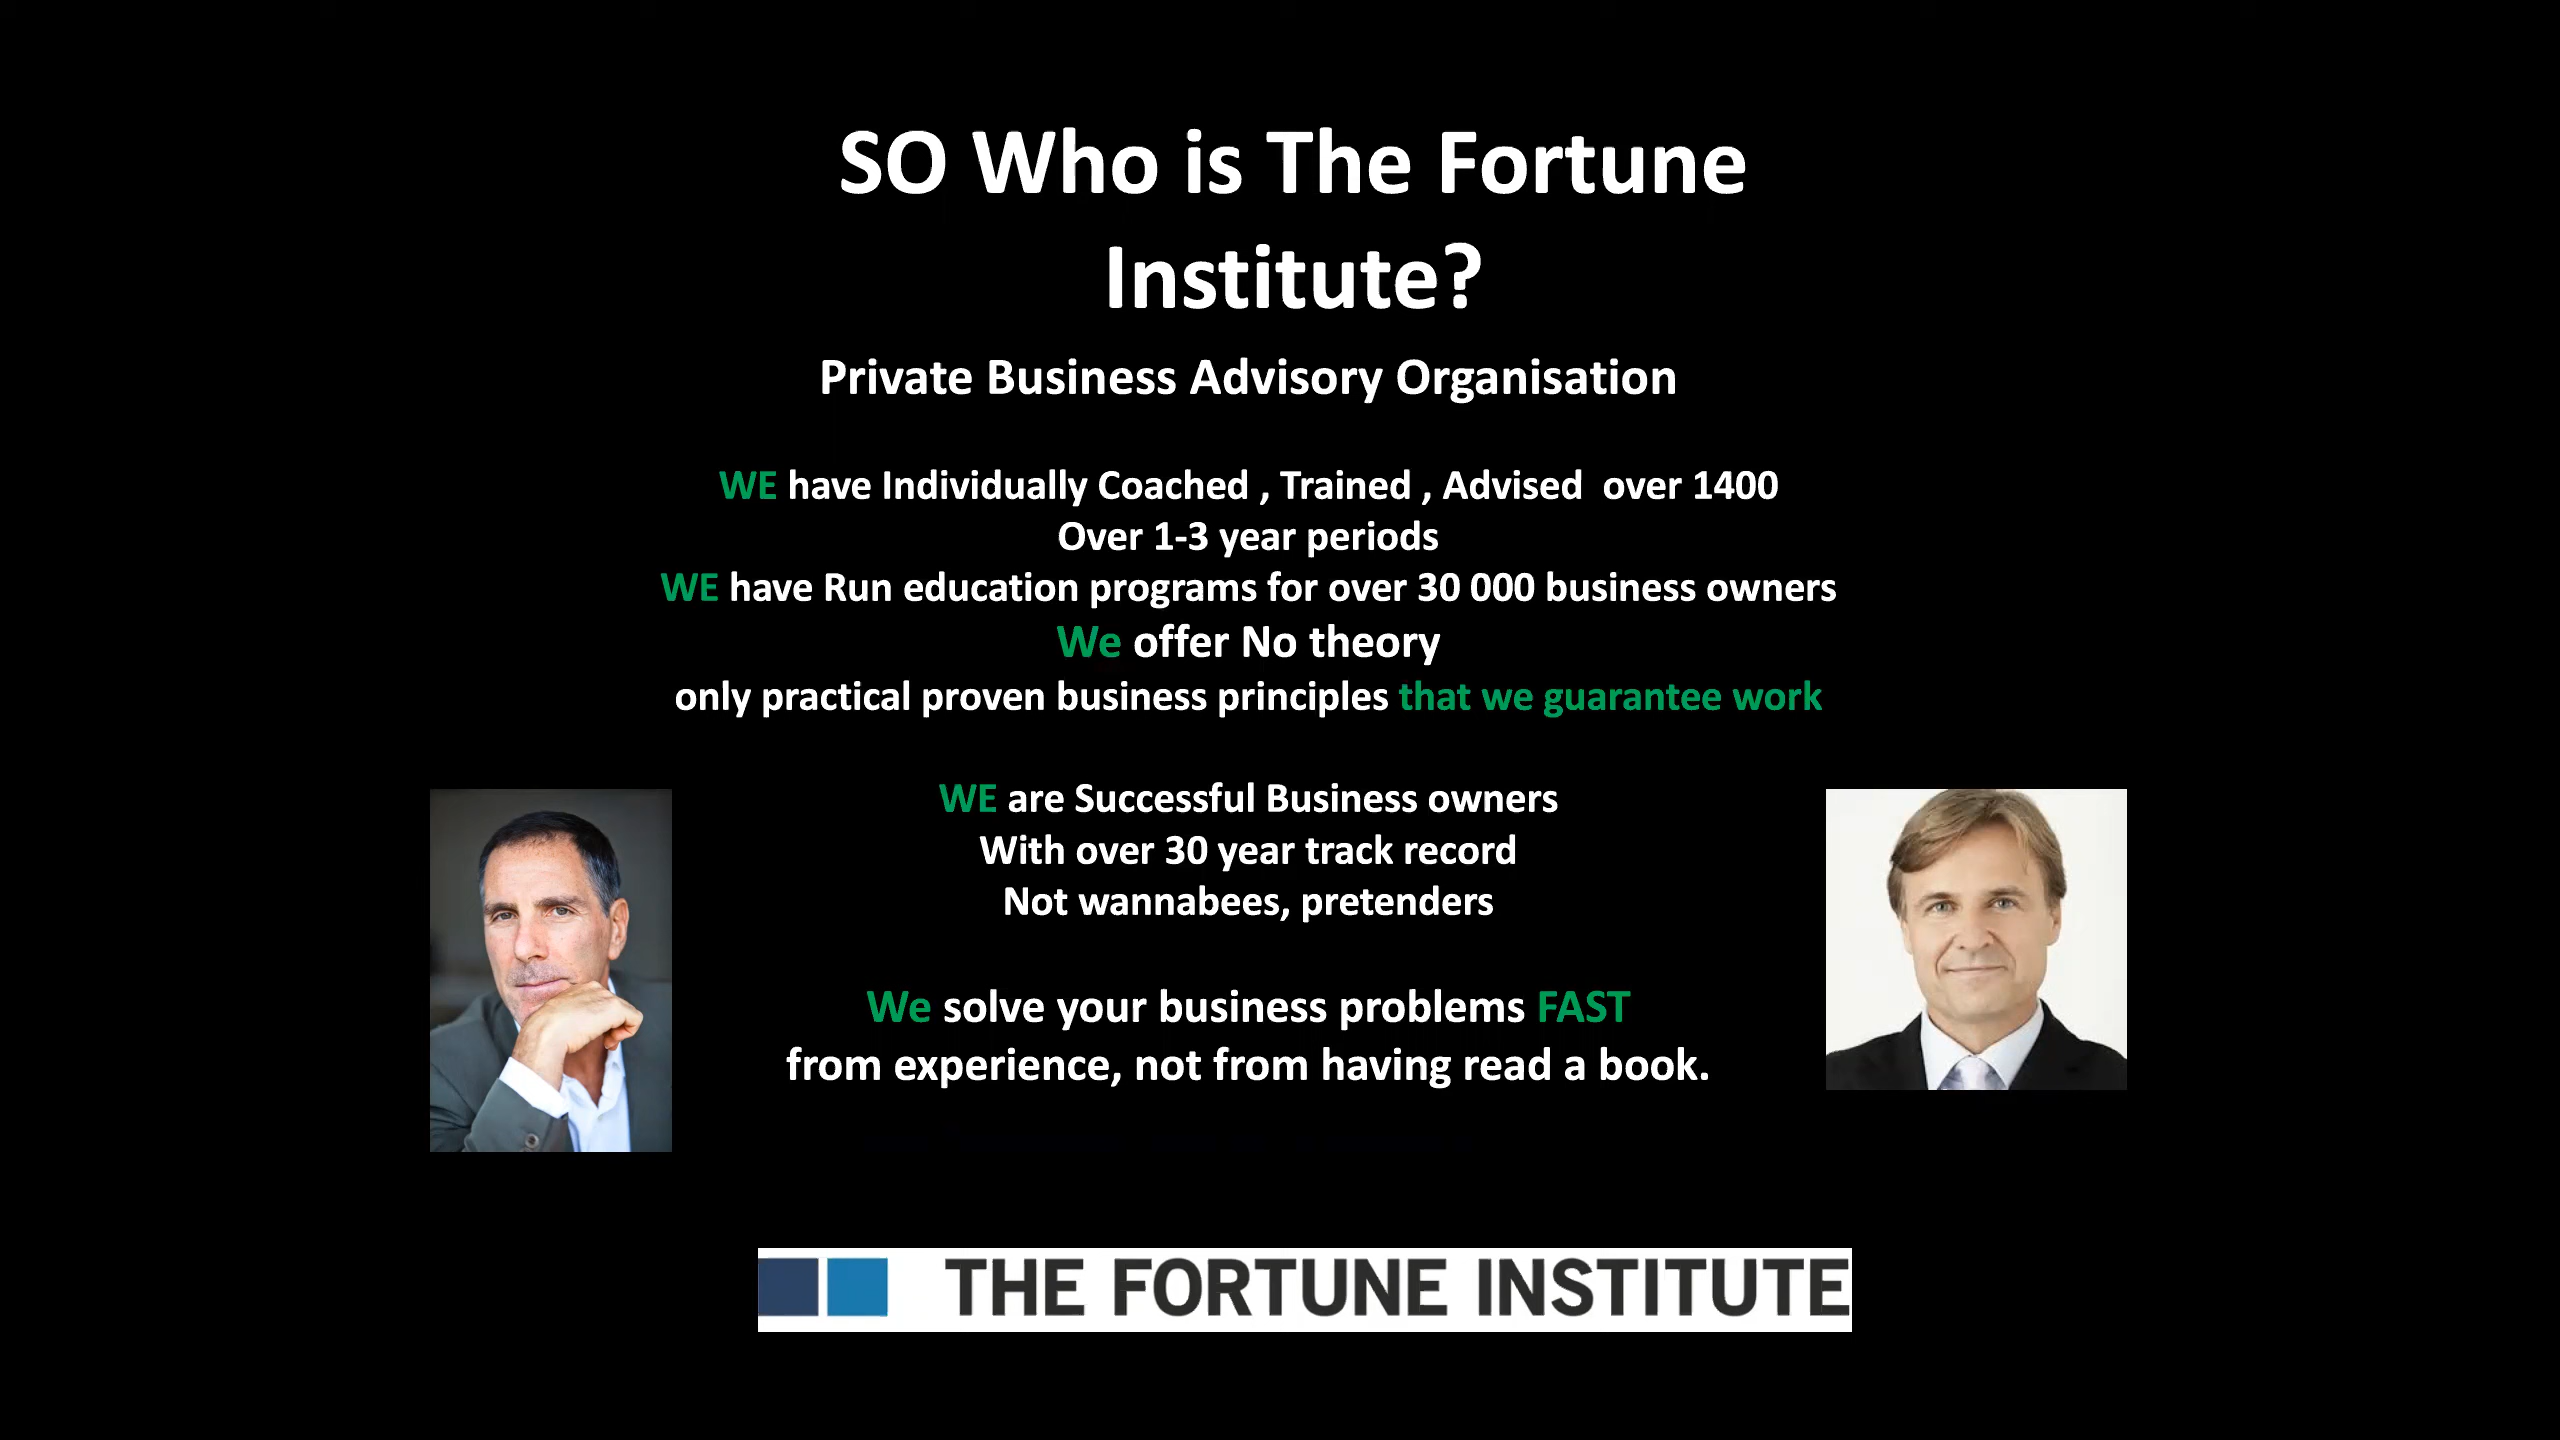 SO Who is The Fortune
Institute?
Private Business Advisory Organisation
WE have Individually Coached , Trained , Advised  over 1400
Over 1-3 year periods
WE have Run education programs for over 30 000 business owners
We offer No theory
only practical proven business principles that we guarantee work
WE are Successful Business owners
With over 30 year track record
Not wannabees, pretenders
We solve your business problems FAST
from experience, not from having read a book.
THE FORTUNE INSTITUTE